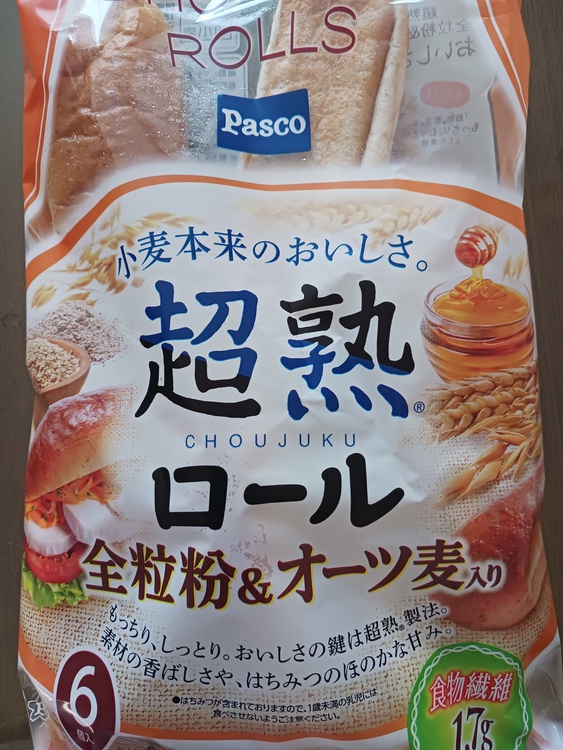 ROLLS
Pasco
小麦本来のおいしさ。
超熟®
CHOUJUKU
ロール
全粒粉&オーツ麦入り
もっちり、しっとり。おいしさの鍵は超熟®製法。
素材の香ばしさや、はちみつのほのかな甘み。
●はちみつが含まれておりますので、1歳未満の乳児には
食べさせないようご注意ください。
6
個入
食物繊維
1.7g